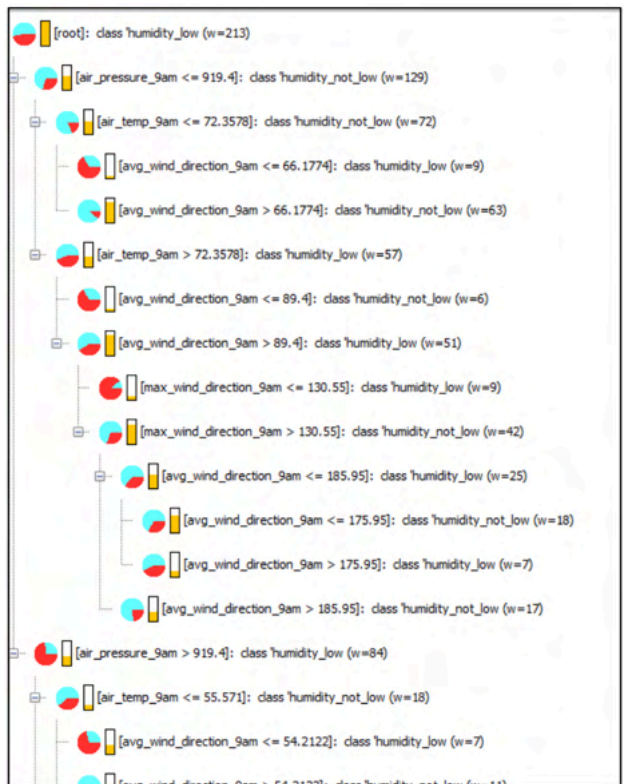 [root]: class 'humidity_low (w=213)
[air_pressure_9am <= 919.4]: class 'humidity_not_low (w=129)
[air_temp_9am <= 72.3578]: class 'humidity_not_low (w=72)
[avg_wind_direction_9am <= 66.1774]: class 'humidity_low (w=9)
[avg_wind_direction_9am > 66.1774]: class 'humidity_not_low (w=63)
[air_temp_9am > 72.3578]: class 'humidity_low (w=57)
[avg_wind_direction_9am <= 89.4]: class 'humidity_not_low (w=6)
[avg_wind_direction_9am > 89.4]: class 'humidity_low (w=51)
[max_wind_direction_9am <= 130.55]: class 'humidity_low (w=9)
[max_wind_direction_9am > 130.55]: class 'humidity_not_low (w=42)
[avg_wind_direction_9am <= 185.95]: class 'humidity_low (w=25)
[avg_wind_direction_9am <= 175.95]: class 'humidity_not_low (w=18)
[avg_wind_direction_9am > 175.95]: class 'humidity_low (w=7)
[avg_wind_direction_9am > 185.95]: class 'humidity_not_low (w=17)
[air_pressure_9am > 919.4]: class 'humidity_low (w=84)
[air_temp_9am <= 55.571]: class 'humidity_not_low (w=18)
[avg_wind_direction_9am <= 54.2122]: class 'humidity_low (w=7)
[avg_wind_direction_9am > 54.2122]: class 'humidity_not_low